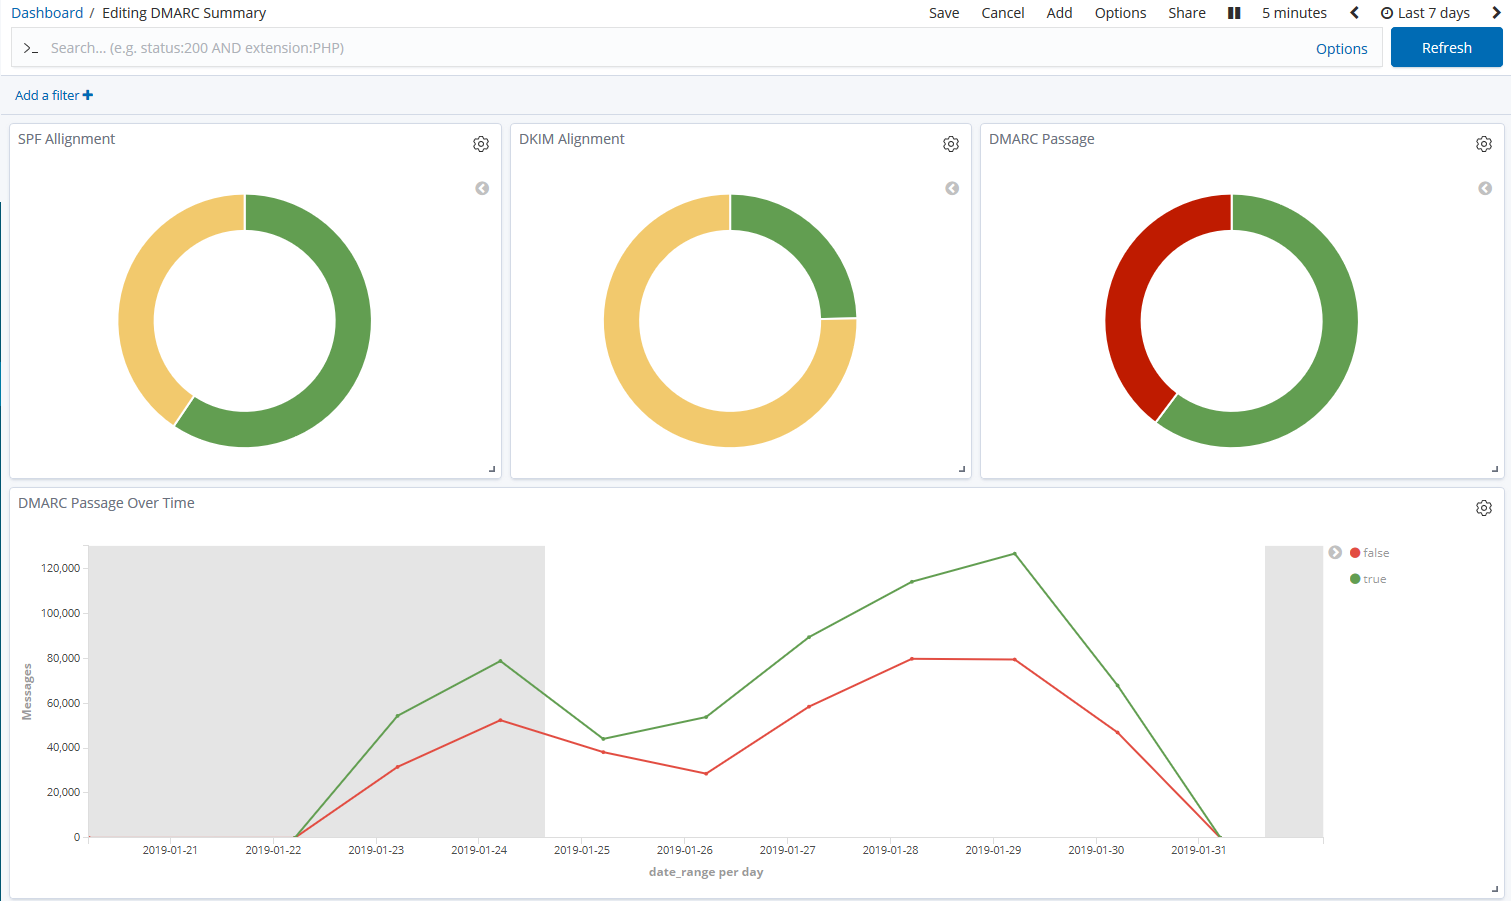 Dashboard / Editing DMARC Summary
Save Cancel Add Options Share 5 minutes Last 7 days
>_ Search... (e.g. status:200 AND extension:PHP) Options Refresh
Add a filter +
SPF Allignment
DKIM Alignment
DMARC Passage
DMARC Passage Over Time
Messages
120,000
100,000
80,000
60,000
40,000
20,000
0
2019-01-21 2019-01-22 2019-01-23 2019-01-24 2019-01-25 2019-01-26 2019-01-27 2019-01-28 2019-01-29 2019-01-30 2019-01-31
date_range per day
false
true